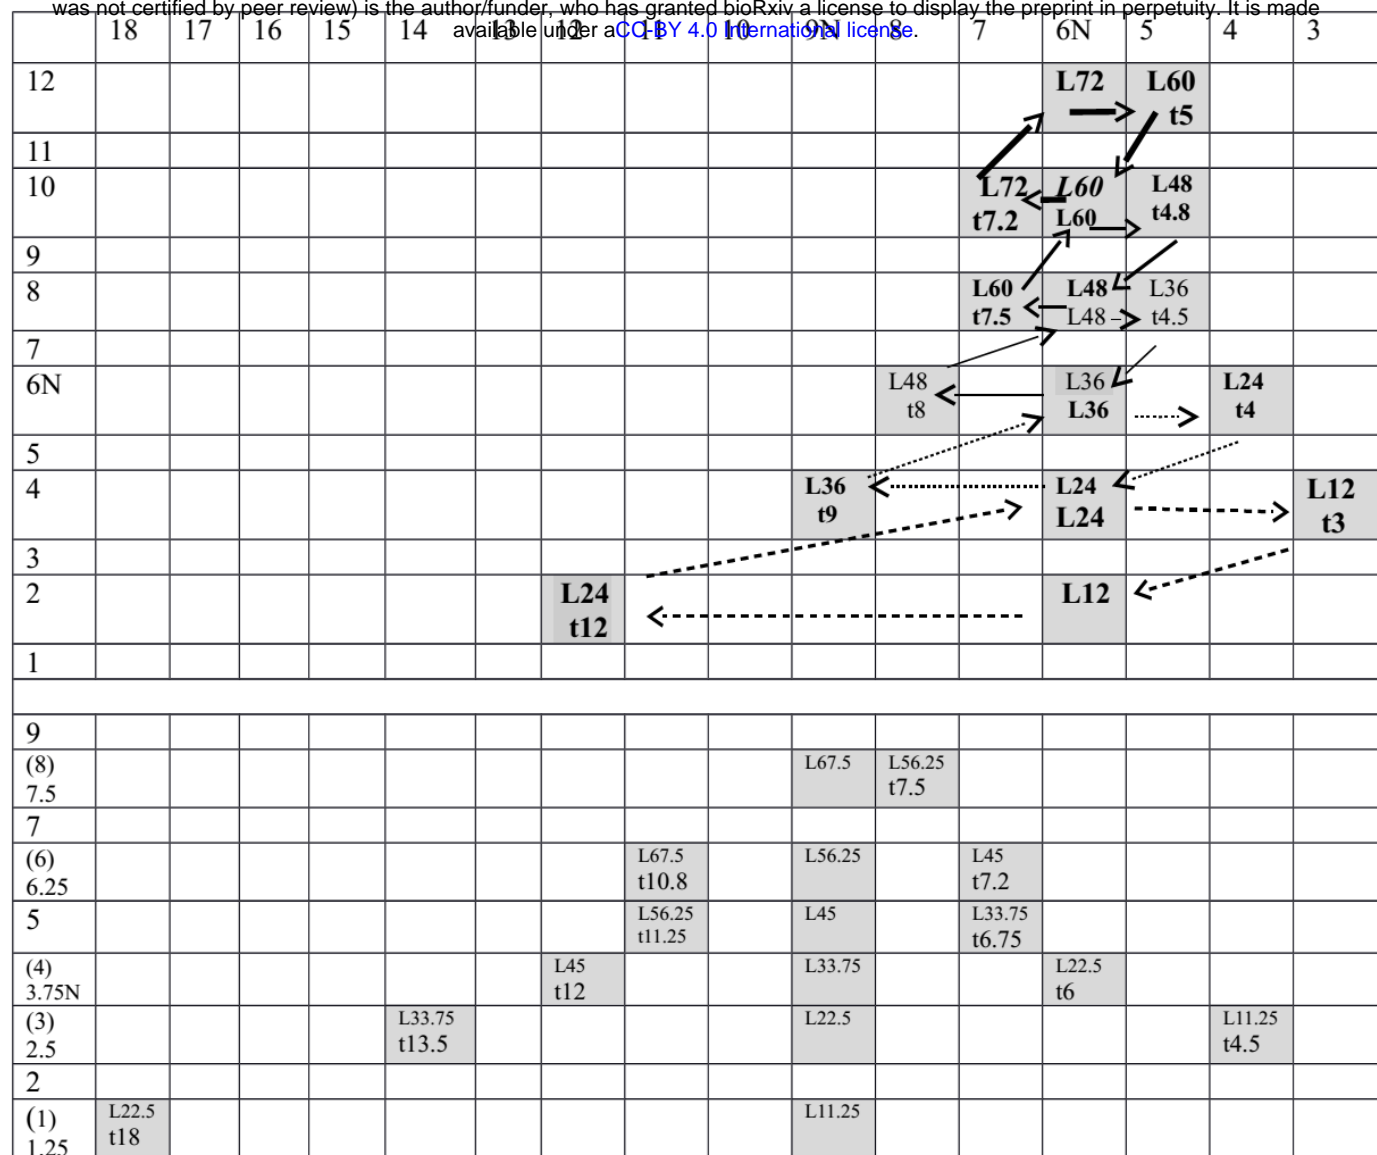 was not certified by peer review) is the author/funder, who has granted bioRxiv a license to display the preprint in perpetuity. It is made
available under aCC-BY 4.0 International license.
18 17 16 15 14 13 12 11 10 9N 8 7 6N 5 4 3
12 L72 L60
t5
11
10 L72 L60 L48
t7.2 L60 t4.8
9
8 L60 L48 L36
t7.5 L48 t4.5
7
6N L48 L36 L24
t8 L36 t4
5
4 L36 L24 L12
t9 L24 t3
3
2 L24 L12
t12
1
9
(8) L67.5 L56.25
7.5 t7.5
7
(6) L67.5 L56.25 L45
6.25 t10.8 t7.2
5 L56.25 L45 L33.75
t11.25 t6.75
(4) L45 L33.75 L22.5
3.75N t12 t6
(3) L33.75 L22.5 L11.25
2.5 t13.5 t4.5
2
(1) L22.5 L11.25
1.25 t18